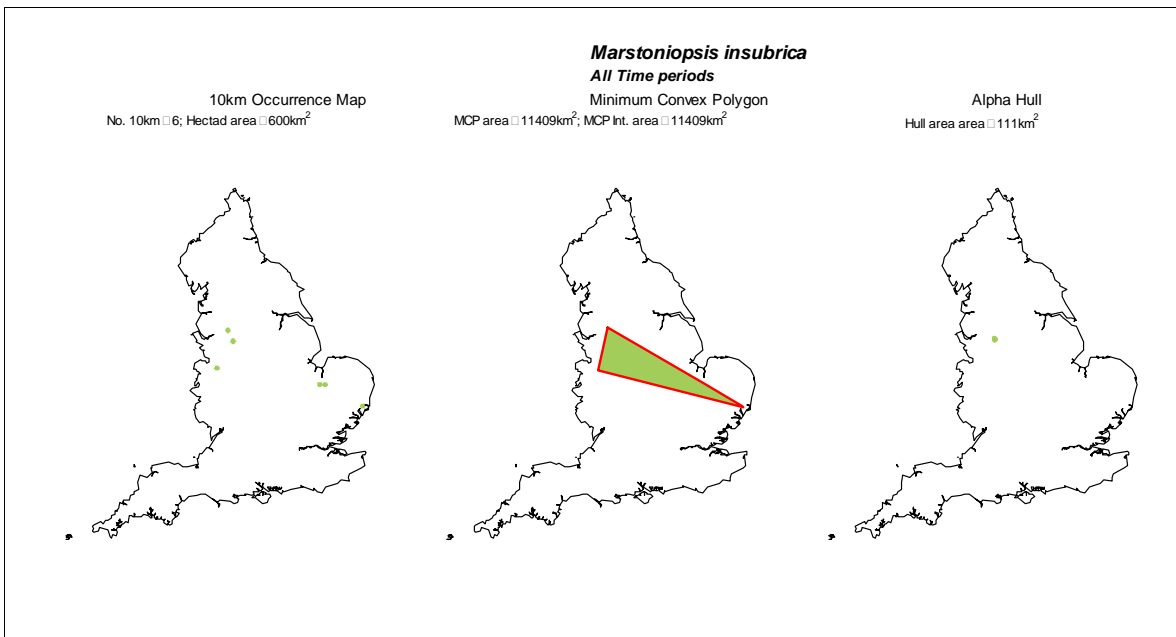 Marstoniopsis insubrica
All Time periods
10km Occurrence Map
No. 10km □ 6; Hectad area □ 600km²
Minimum Convex Polygon
MCP area □ 11409km²; MCP Int. area □ 11409km²
Alpha Hull
Hull area area □ 111km²